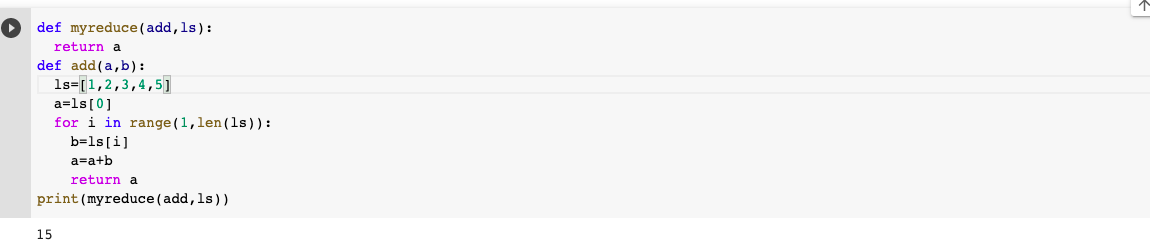 def myreduce(add,ls):
  return a
def add(a,b):
  ls=[1,2,3,4,5]
  a=ls[0]
  for i in range(1,len(ls)):
    b=ls[i]
    a=a+b
    return a
print(myreduce(add,ls))
15